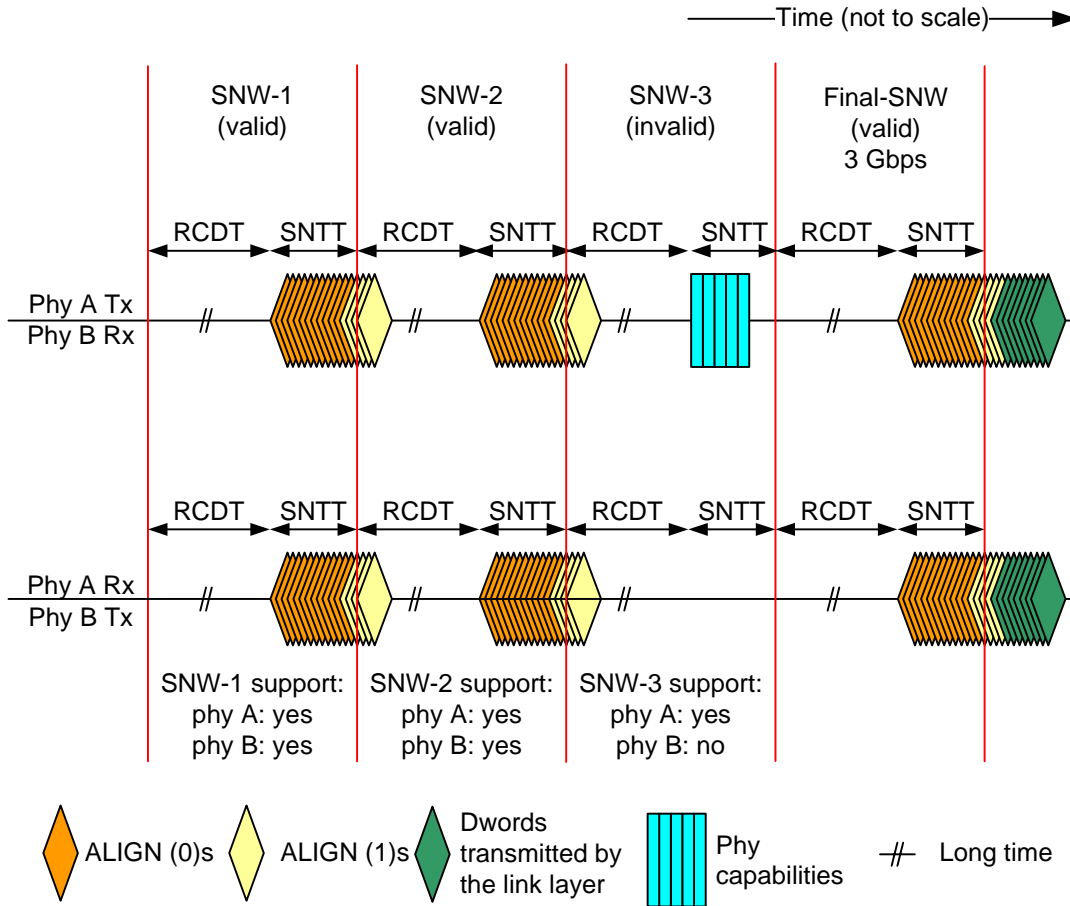 Time (not to scale)
SNW-1
(valid)
SNW-2
(valid)
SNW-3
(invalid)
Final-SNW
(valid)
3 Gbps
RCDT SNTT RCDT SNTT RCDT SNTT RCDT SNTT
Phy A Tx
Phy B Rx
RCDT SNTT RCDT SNTT RCDT SNTT RCDT SNTT
Phy A Rx
Phy B Tx
SNW-1 support:
phy A: yes
phy B: yes
SNW-2 support:
phy A: yes
phy B: yes
SNW-3 support:
phy A: yes
phy B: no
ALIGN (0)s
ALIGN (1)s
Dwords
transmitted by
the link layer
Phy
capabilities
Long time